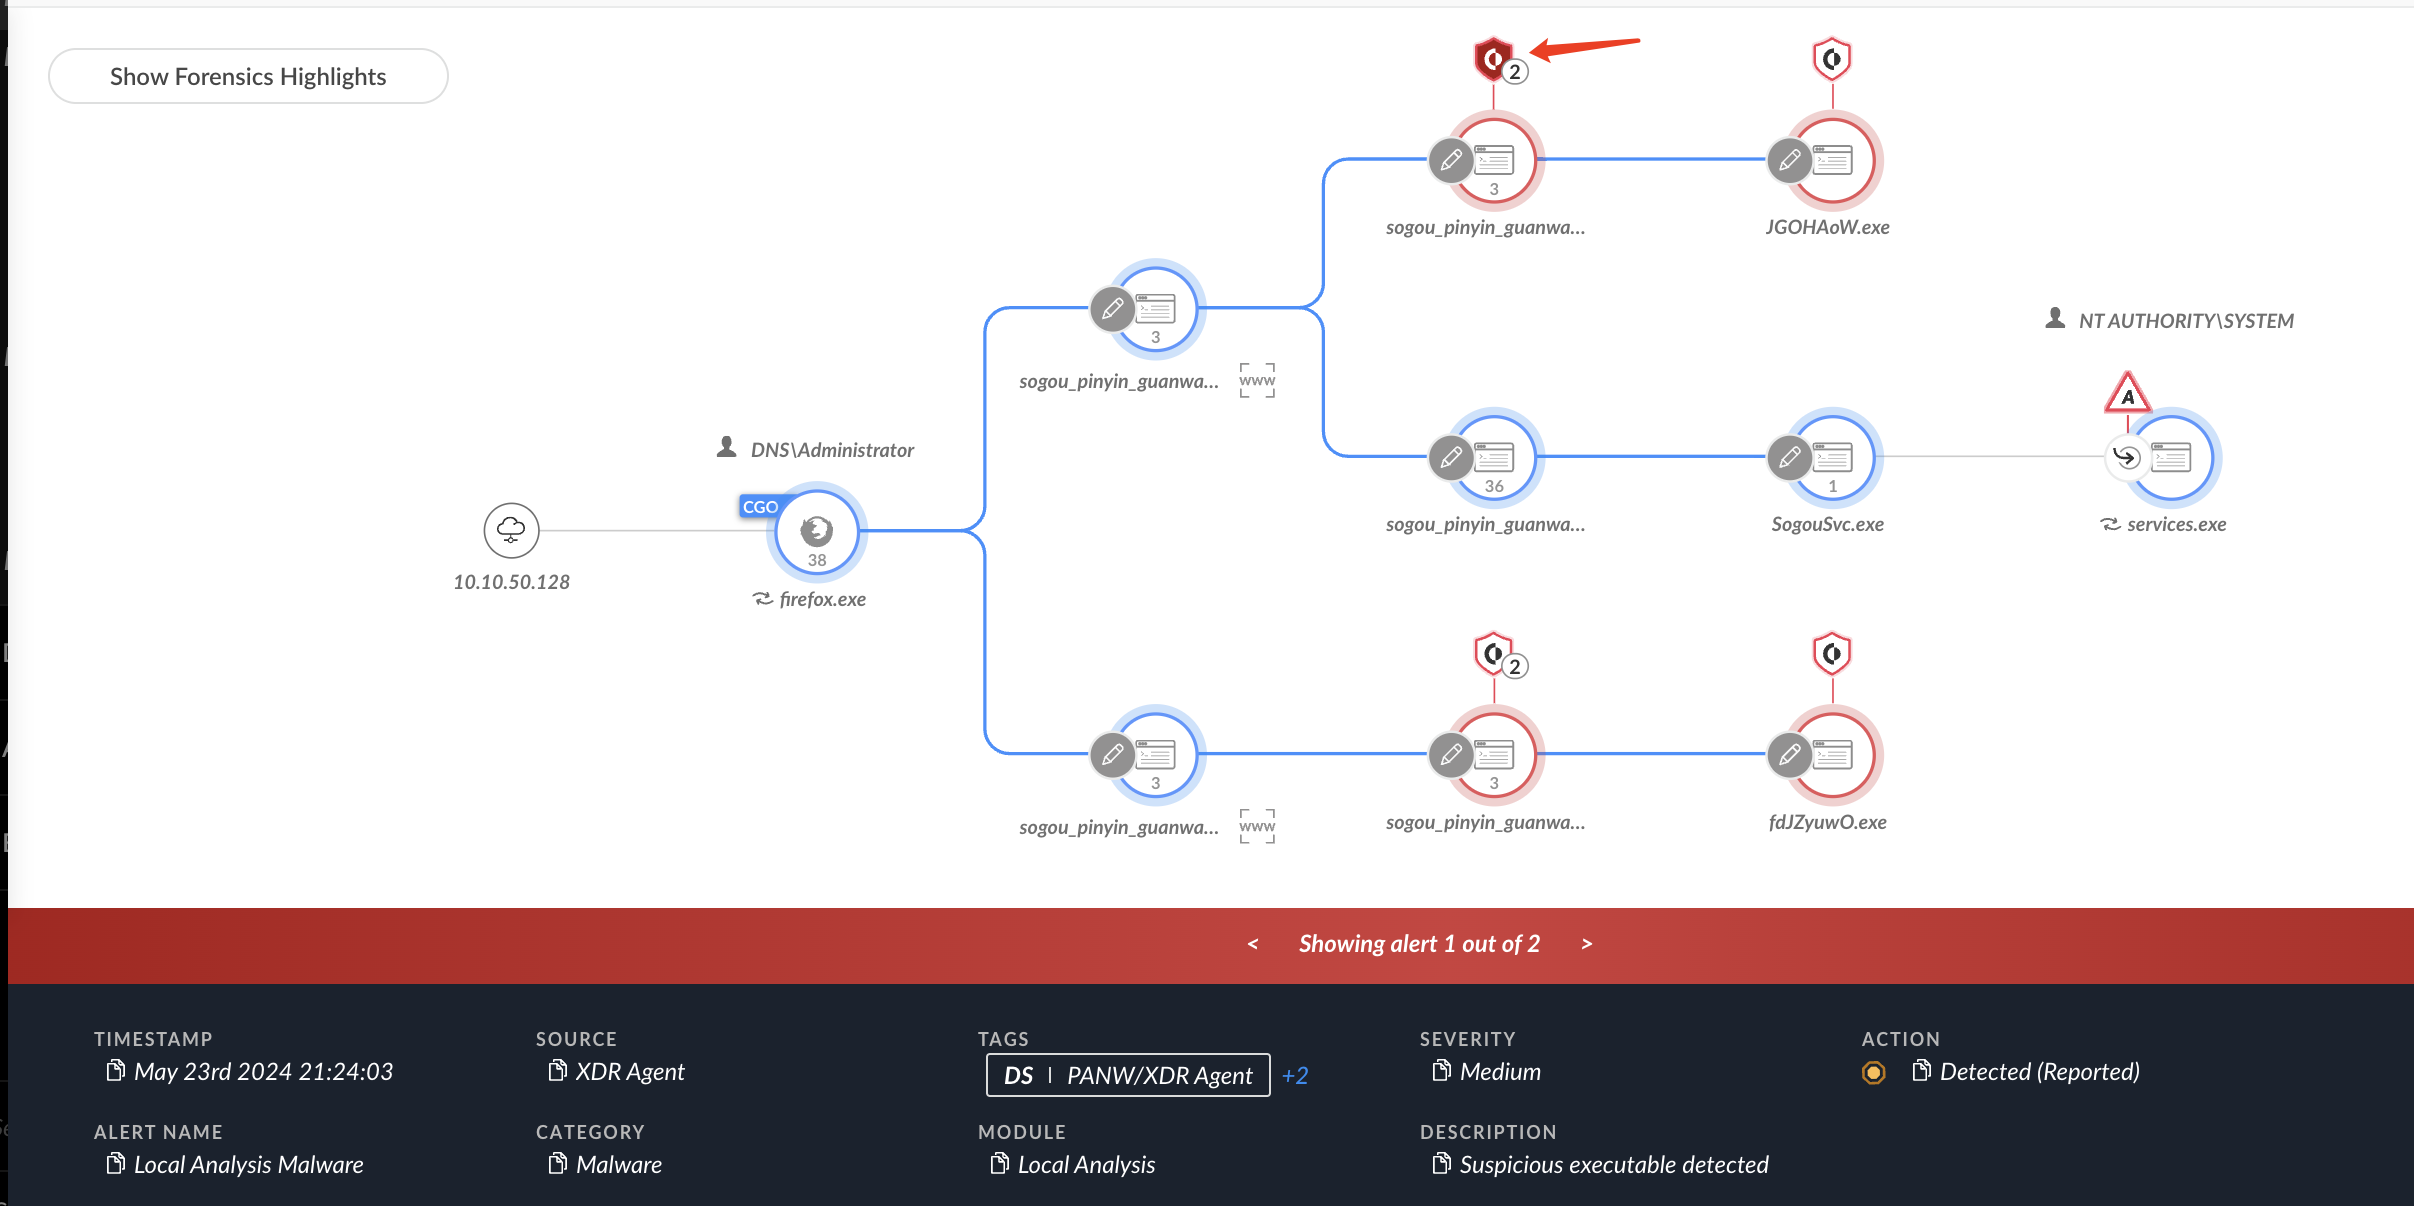 Show Forensics Highlights
2
3
sogou_pinyin_guanwa...
JGOHAoW.exe
3
sogou_pinyin_guanwa...
www
NT AUTHORITY\SYSTEM
A
DNS\Administrator
CGO
36
sogou_pinyin_guanwa...
1
SogouSvc.exe
services.exe
10.10.50.128
38
firefox.exe
2
3
sogou_pinyin_guanwa...
www
3
sogou_pinyin_guanwa...
fdJZyuwO.exe
< Showing alert 1 out of 2 >
TIMESTAMP
May 23rd 2024 21:24:03
SOURCE
XDR Agent
TAGS
DS | PANW/XDR Agent +2
SEVERITY
Medium
ACTION
Detected (Reported)
ALERT NAME
Local Analysis Malware
CATEGORY
Malware
MODULE
Local Analysis
DESCRIPTION
Suspicious executable detected